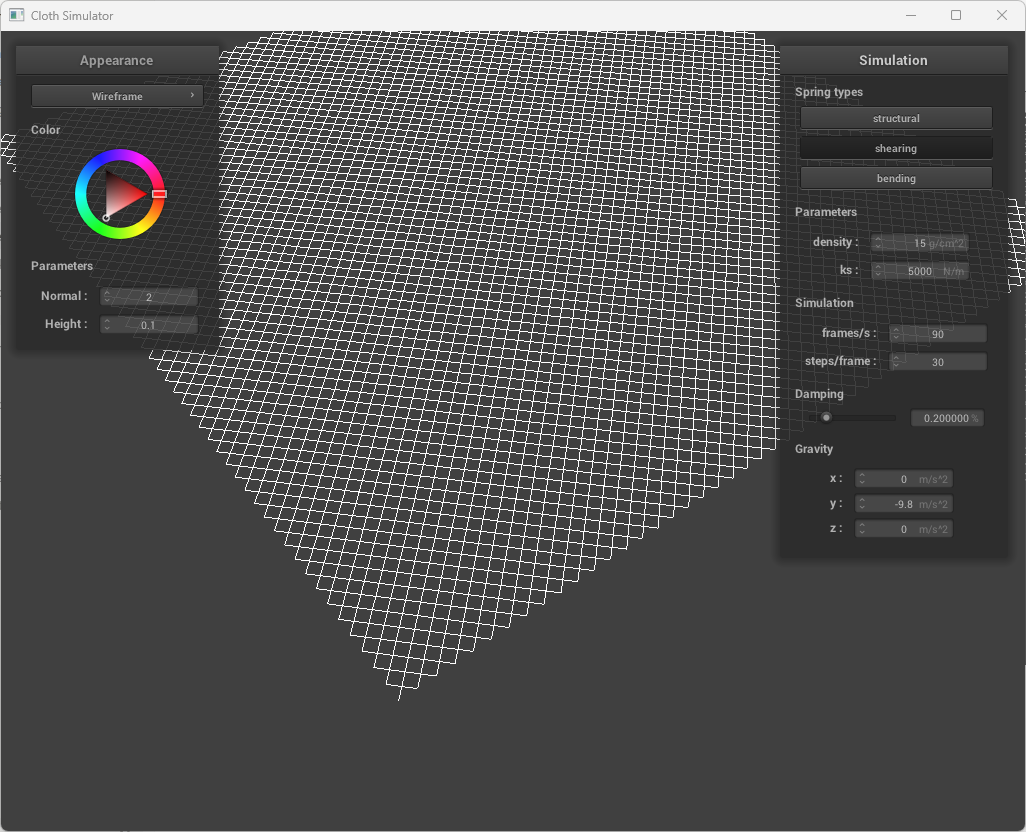 Cloth Simulator
Appearance
Wireframe
Color
Parameters
Normal : 2
Height : 0.1
Simulation
Spring types
structural
shearing
bending
Parameters
density : 15 g/cm^2
ks : 5000 N/m
Simulation
frames/s : 90
steps/frame : 30
Damping
0.200000 %
Gravity
x : 0 m/s^2
y : -9.8 m/s^2
z : 0 m/s^2